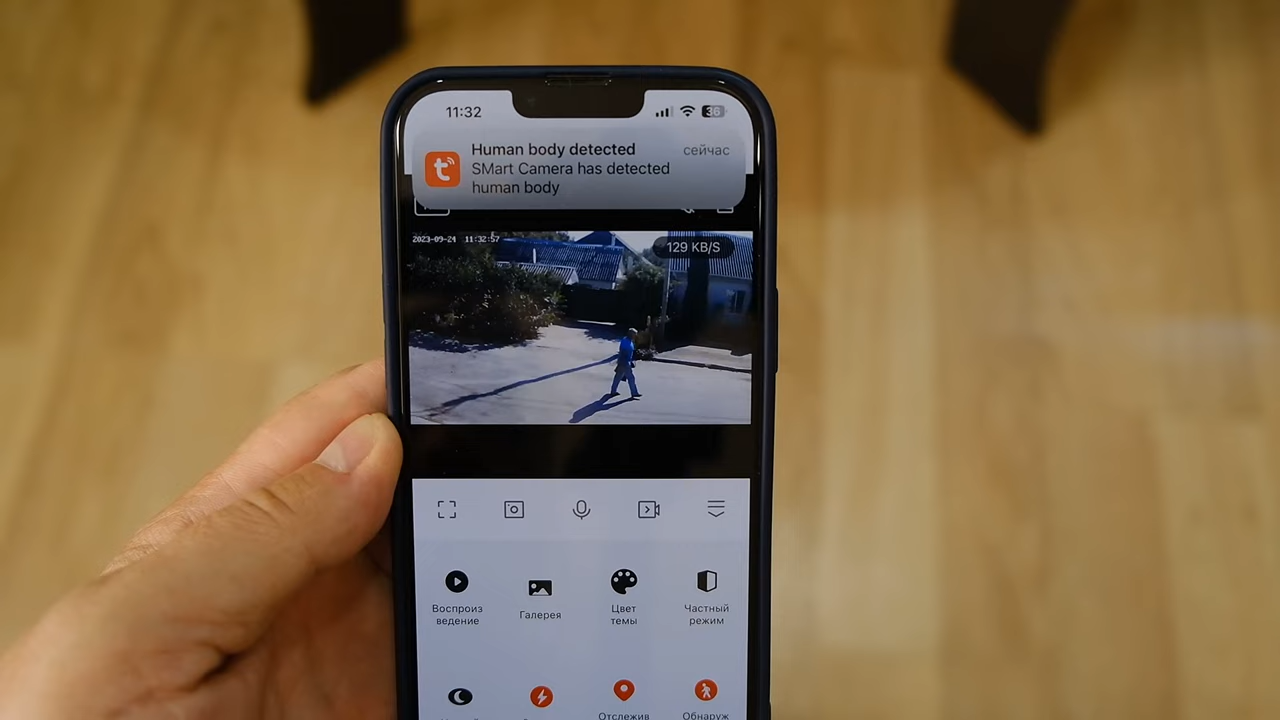 11:32
36
Human body detected
сейчас
SMart Camera has detected
human body
2023-09-24 11:32:57
129 KB/S
Воспроиз
ведение
Галерея
Цвет
темы
Частный
режим
Отслежив
Обнаруж